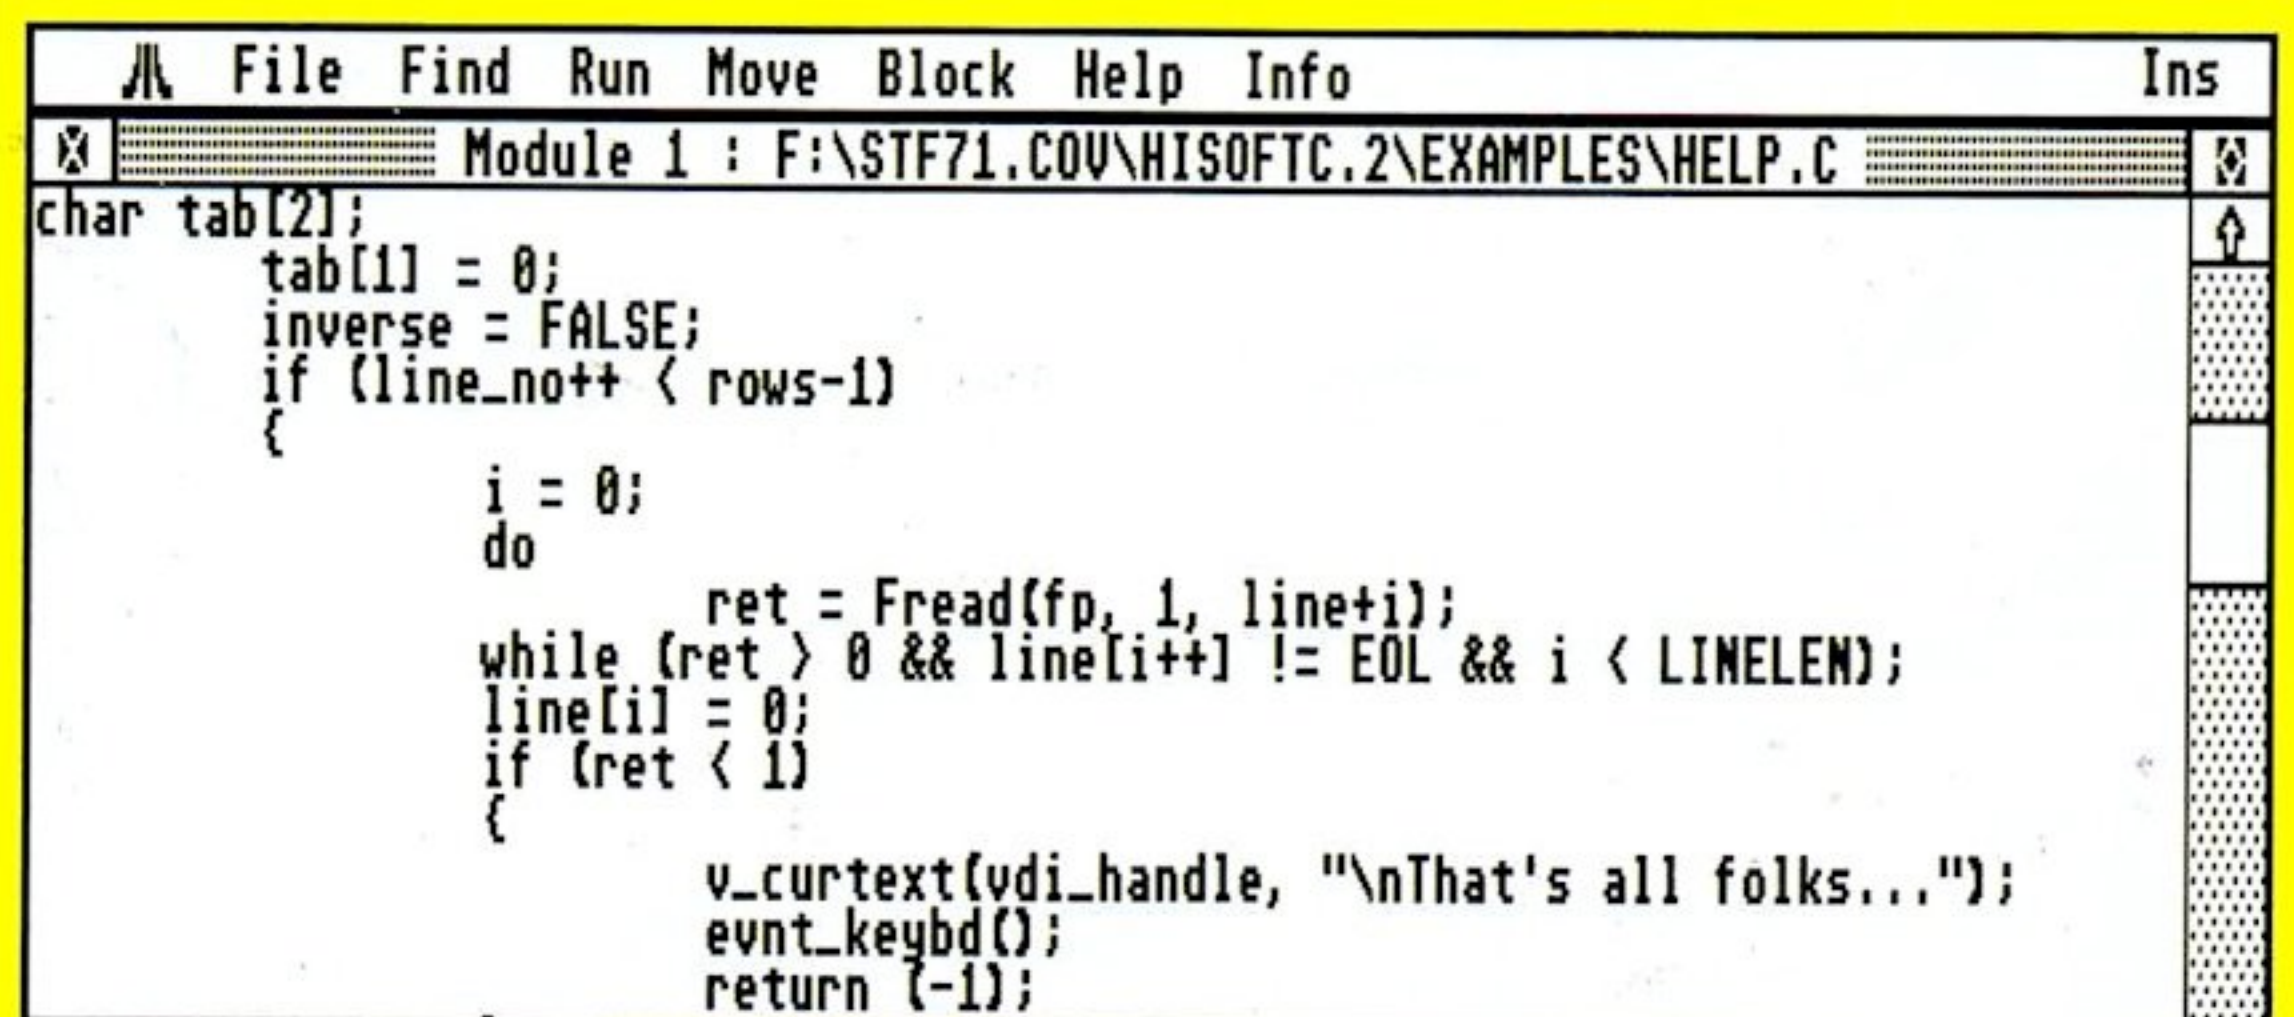 File Find Run Move Block Help Info Ins
Module 1 : F:\STF71.COV\HISOFTC.2\EXAMPLES\HELP.C
char tab[2];
tab[1] = 0;
inverse = FALSE;
if (line_no++ < rows-1)
{
i = 0;
do
ret = Fread(fp, 1, line+i);
while (ret > 0 && line[i++] != EOL && i < LINELEN);
line[i] = 0;
if (ret < 1)
{
v_curtext(vdi_handle, "\nThat's all folks...");
evnt_keybd();
return (-1);